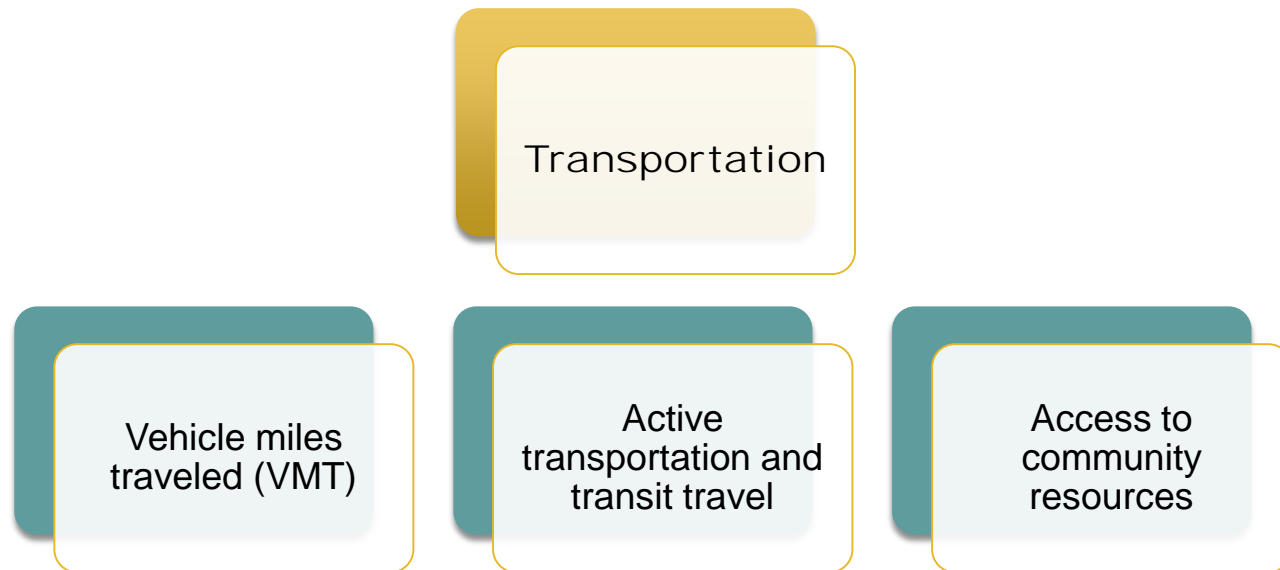 Transportation
Vehicle miles
traveled (VMT)
Active
transportation and
transit travel
Access to
community
resources